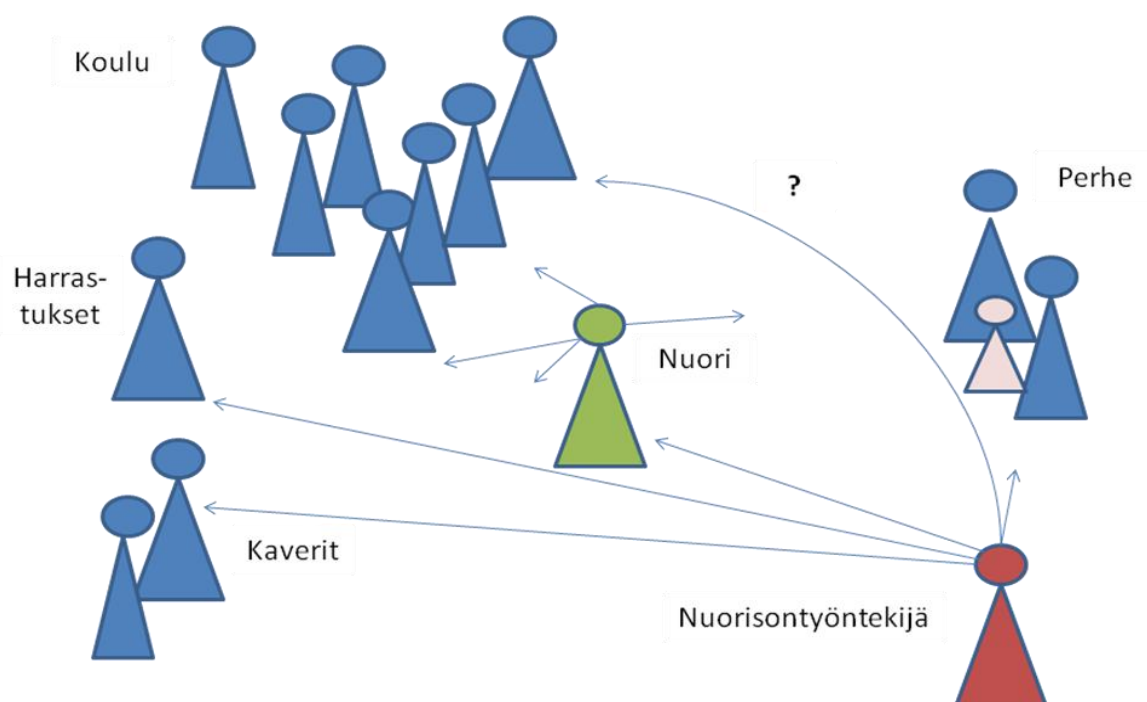 Koulu
?
Perhe
Harras-
tukset
Nuori
Kaverit
Nuorisontyöntekijä